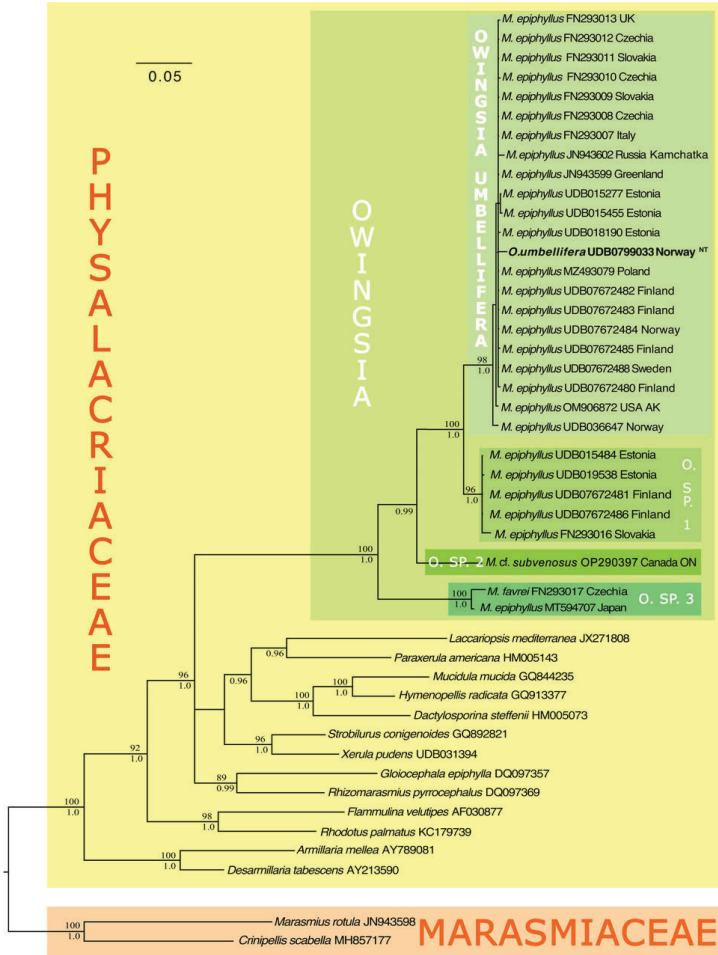 0.05
PHYSALACRIACEAE
OWINGSIA
OWINGSIA UMBELLIFERA
M. epiphyllus FN293013 UK
M. epiphyllus FN293012 Czechia
M. epiphyllus FN293011 Slovakia
M. epiphyllus FN293010 Czechia
M. epiphyllus FN293009 Slovakia
M. epiphyllus FN293008 Czechia
M. epiphyllus FN293007 Italy
M. epiphyllus JN943602 Russia Kamchatka
M. epiphyllus JN943599 Greenland
M. epiphyllus UDB015277 Estonia
M. epiphyllus UDB015455 Estonia
M. epiphyllus UDB018190 Estonia
O.umbellifera UDB0799033 Norway NT
M. epiphyllus MZ493079 Poland
M. epiphyllus UDB07672482 Finland
M. epiphyllus UDB07672483 Finland
M. epiphyllus UDB07672484 Norway
M. epiphyllus UDB07672485 Finland
98
1.0
M. epiphyllus UDB07672488 Sweden
M. epiphyllus UDB07672480 Finland
M. epiphyllus OM906872 USA AK
M. epiphyllus UDB036647 Norway
100
1.0
M. epiphyllus UDB015484 Estonia
M. epiphyllus UDB019538 Estonia
96
1.0
M. epiphyllus UDB07672481 Finland
M. epiphyllus UDB07672486 Finland
M. epiphyllus FN293016 Slovakia
O. SP. 1
0.99
100
1.0
O. SP. 2
M. cf. subvenosus OP290397 Canada ON
100
1.0
M. favrei FN293017 Czechia
M. epiphyllus MT594707 Japan
O. SP. 3
Laccariopsis mediterranea JX271808
0.96
Paraxerula americana HM005143
0.96
Mucidula mucida GQ844235
100
1.0
Hymenopellis radicata GQ913377
100
1.0
Dactylosporina steffenii HM005073
96
1.0
Strobilurus conigenoides GQ892821
96
1.0
Xerula pudens UDB031394
Gloiocephala epiphylla DQ097357
89
0.99
Rhizomarasmius pyrrocephalus DQ097369
92
1.0
Flammulina velutipes AF030877
98
1.0
Rhodotus palmatus KC179739
100
1.0
Armillaria mellea AY789081
100
1.0
Desarmillaria tabescens AY213590
Marasmius rotula JN943598
100
1.0
Crinipellis scabella MH857177
MARASMIACEAE